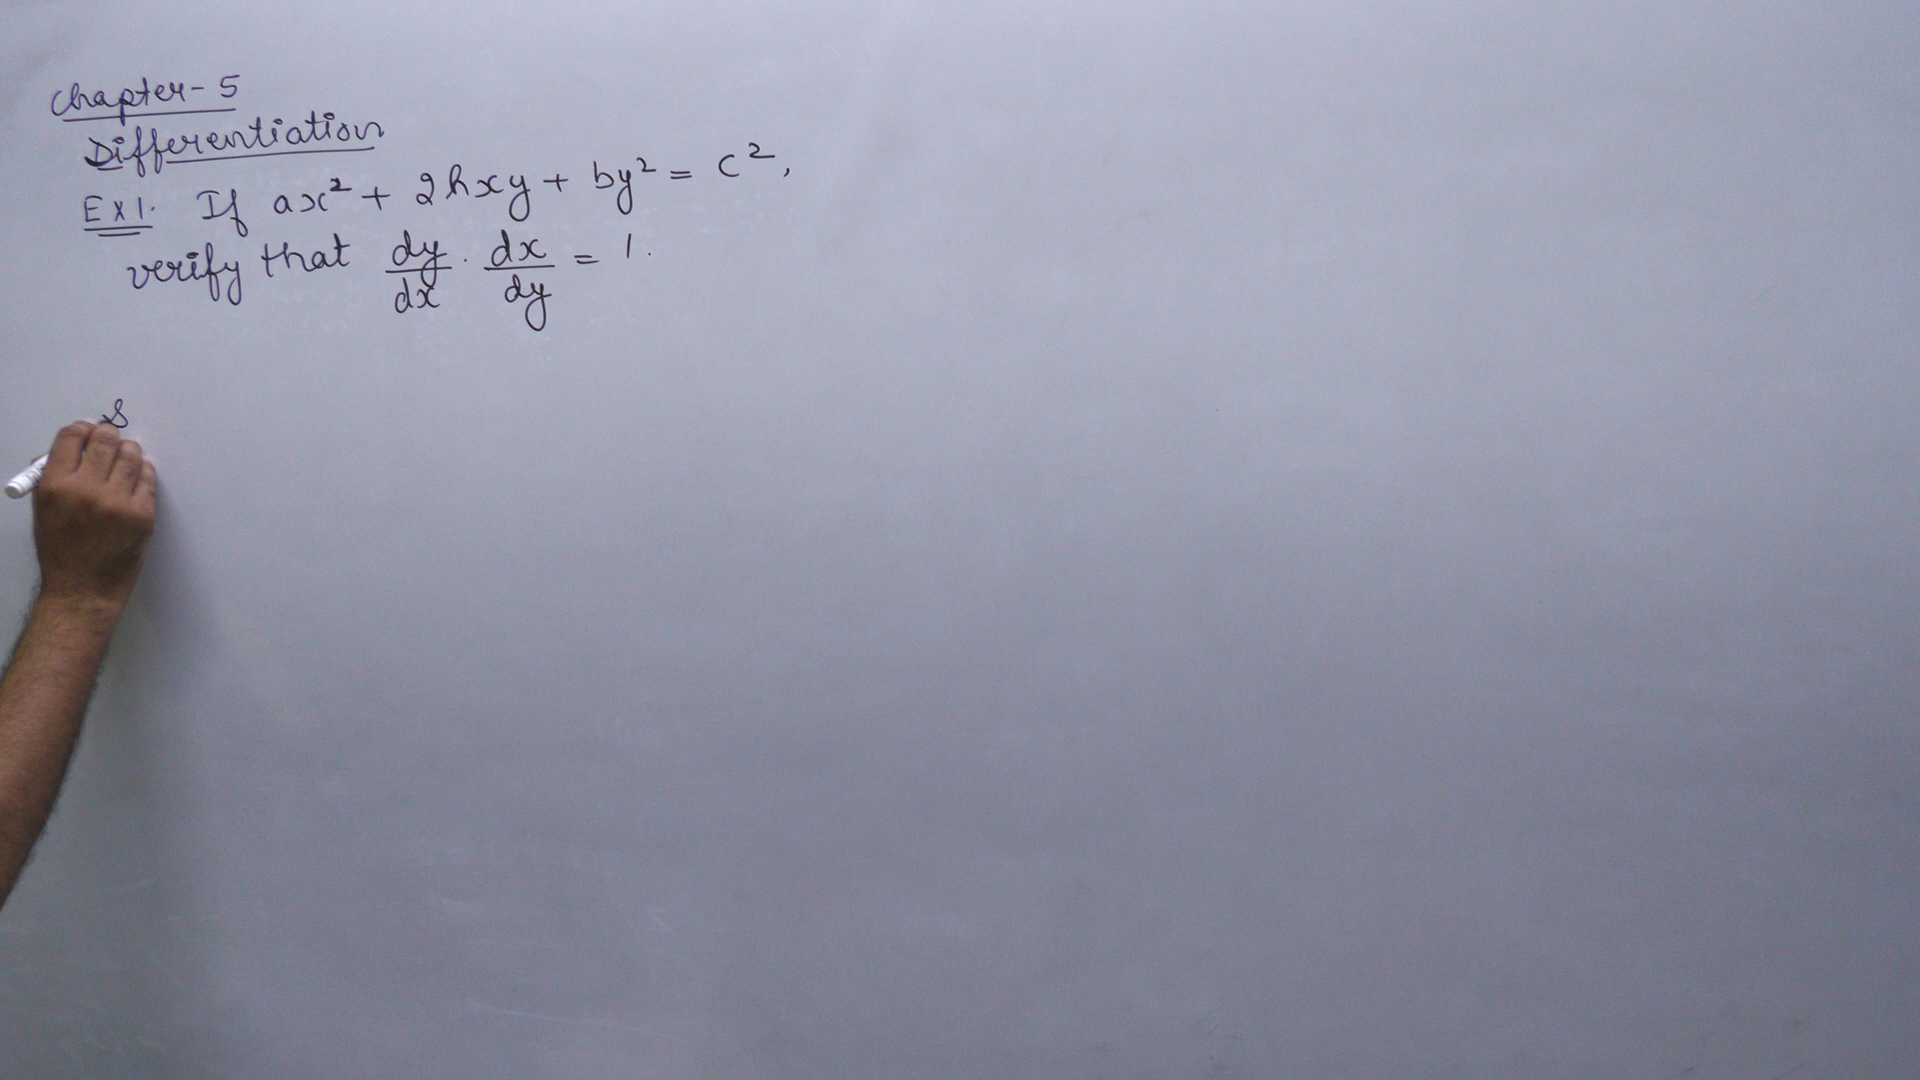 Chapter-5
Differentiation
Ex1. If ax² + 2hxy + by² = c²,
verify that dy/dx · dx/dy = 1.
S